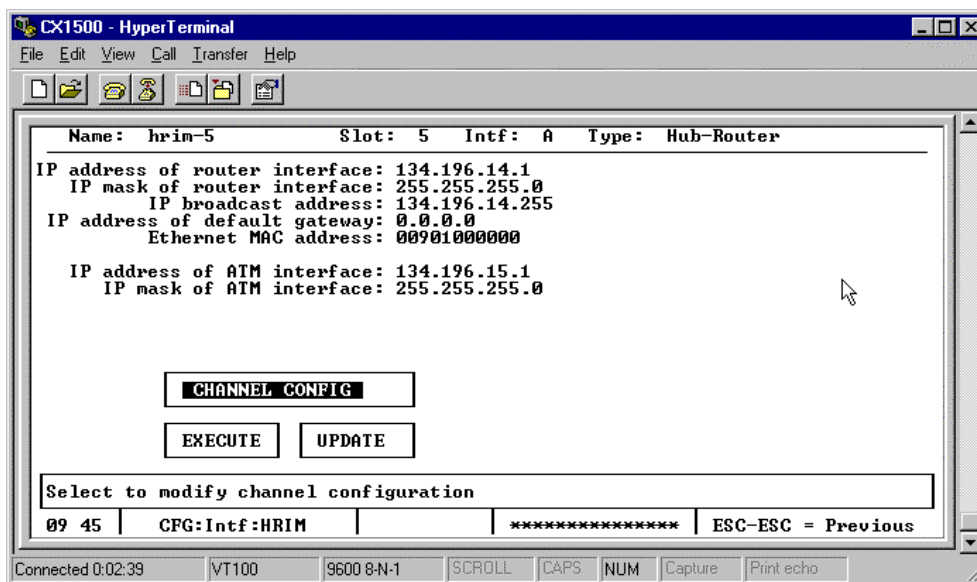 CX1500 - HyperTerminal
File Edit View Call Transfer Help
Name: hrim-5 Slot: 5 Intf: A Type: Hub-Router
IP address of router interface: 134.196.14.1
IP mask of router interface: 255.255.255.0
IP broadcast address: 134.196.14.255
IP address of default gateway: 0.0.0.0
Ethernet MAC address: 00901000000
IP address of ATM interface: 134.196.15.1
IP mask of ATM interface: 255.255.255.0
CHANNEL CONFIG
EXECUTE UPDATE
Select to modify channel configuration
09 45 CFG:Intf:HRIM *************** ESC-ESC = Previous
Connected 0:02:39 VT100 9600 8-N-1 SCROLL CAPS NUM Capture Print echo